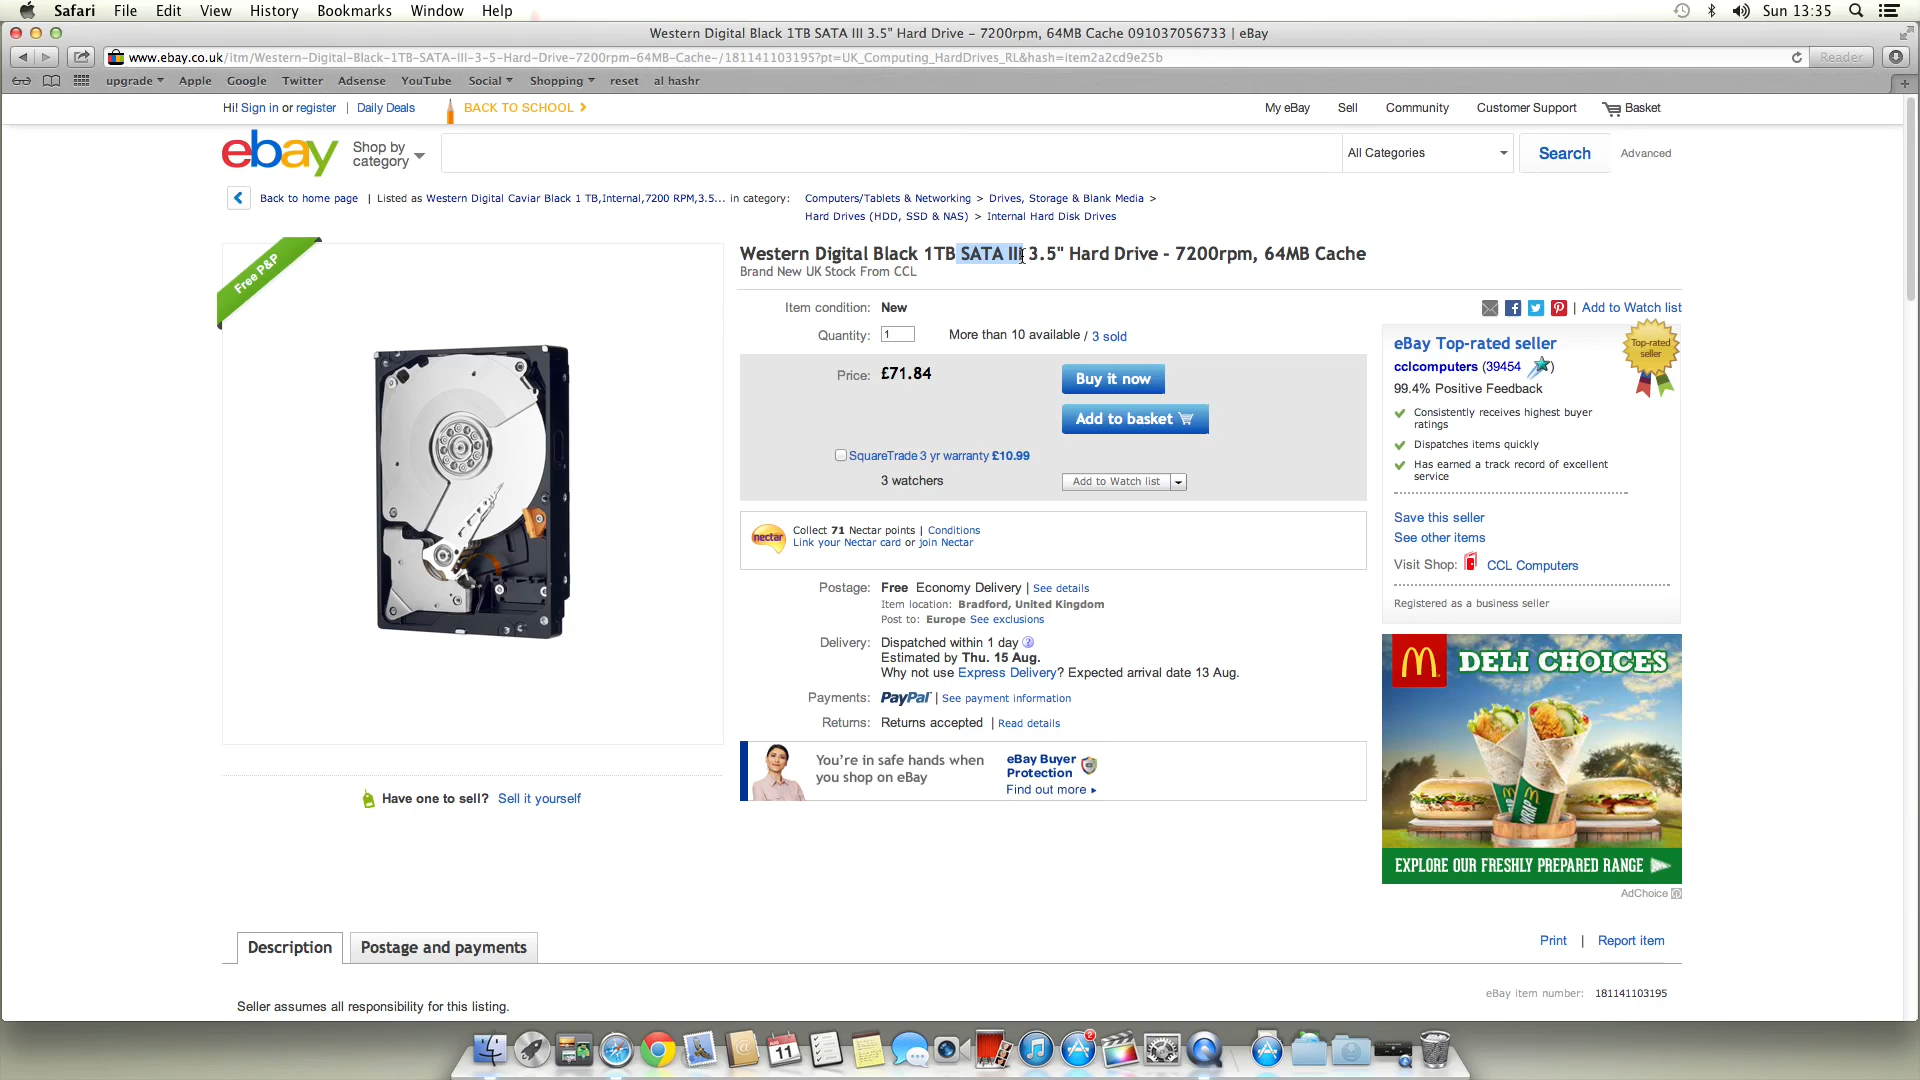 Safari File Edit View History Bookmarks Window Help Sun 13:35
Western Digital Black 1TB SATA III 3.5" Hard Drive – 7200rpm, 64MB Cache 091037056733 | eBay
www.ebay.co.uk/itm/Western-Digital-Black-1TB-SATA-III-3-5-Hard-Drive-7200rpm-64MB-Cache-/181141103195?pt=UK_Computing_HardDrives_RL&hash=item2a2cd9e25b Reader
upgrade Apple Google Twitter Adsense YouTube Social Shopping reset al hashr
Hi! Sign in or register | Daily Deals BACK TO SCHOOL My eBay Sell Community Customer Support Basket
ebay Shop by category All Categories Search Advanced
Back to home page | Listed as Western Digital Caviar Black 1 TB,Internal,7200 RPM,3.5... in category: Computers/Tablets & Networking > Drives, Storage & Blank Media >
Hard Drives (HDD, SSD & NAS) > Internal Hard Disk Drives
Free P&P
Western Digital Black 1TB SATA III 3.5" Hard Drive - 7200rpm, 64MB Cache
Brand New UK Stock From CCL
Item condition: New
Quantity: 1 More than 10 available / 3 sold
Price: £71.84 Buy it now
Add to basket
SquareTrade 3 yr warranty £10.99
3 watchers Add to Watch list
nectar Collect 71 Nectar points | Conditions
Link your Nectar card or join Nectar
Postage: Free Economy Delivery | See details
Item location: Bradford, United Kingdom
Post to: Europe See exclusions
Delivery: Dispatched within 1 day
Estimated by Thu. 15 Aug.
Why not use Express Delivery? Expected arrival date 13 Aug.
Payments: PayPal | See payment information
Returns: Returns accepted | Read details
You're in safe hands when
you shop on eBay
eBay Buyer
Protection
Find out more
| Add to Watch list
eBay Top-rated seller
Top-rated
seller
cclcomputers (39454 )
99.4% Positive Feedback
Consistently receives highest buyer
ratings
Dispatches items quickly
Has earned a track record of excellent
service
Save this seller
See other items
Visit Shop: CCL Computers
Registered as a business seller
DELI CHOICES
WRAP
EXPLORE OUR FRESHLY PREPARED RANGE
AdChoice
Have one to sell? Sell it yourself
Description Postage and payments Print | Report item
eBay item number: 181141103195
Seller assumes all responsibility for this listing.
AUG
11
2